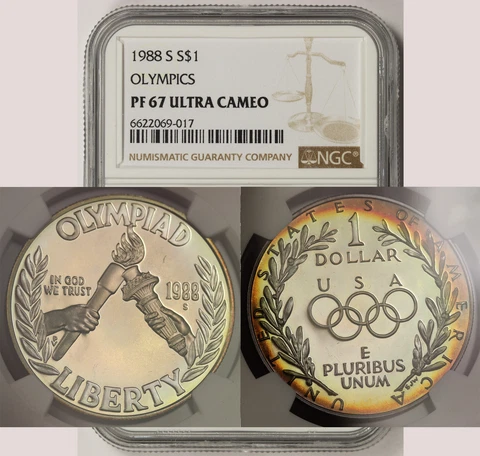 1988 S S$1
OLYMPICS
PF 67 ULTRA CAMEO
6622069-017
NUMISMATIC GUARANTY COMPANY
NGC
OLYMPIAD
IN GOD
WE TRUST
1988
S
LIBERTY
UNITED STATES OF AMERICA
1
DOLLAR
USA
E
PLURIBUS
UNUM